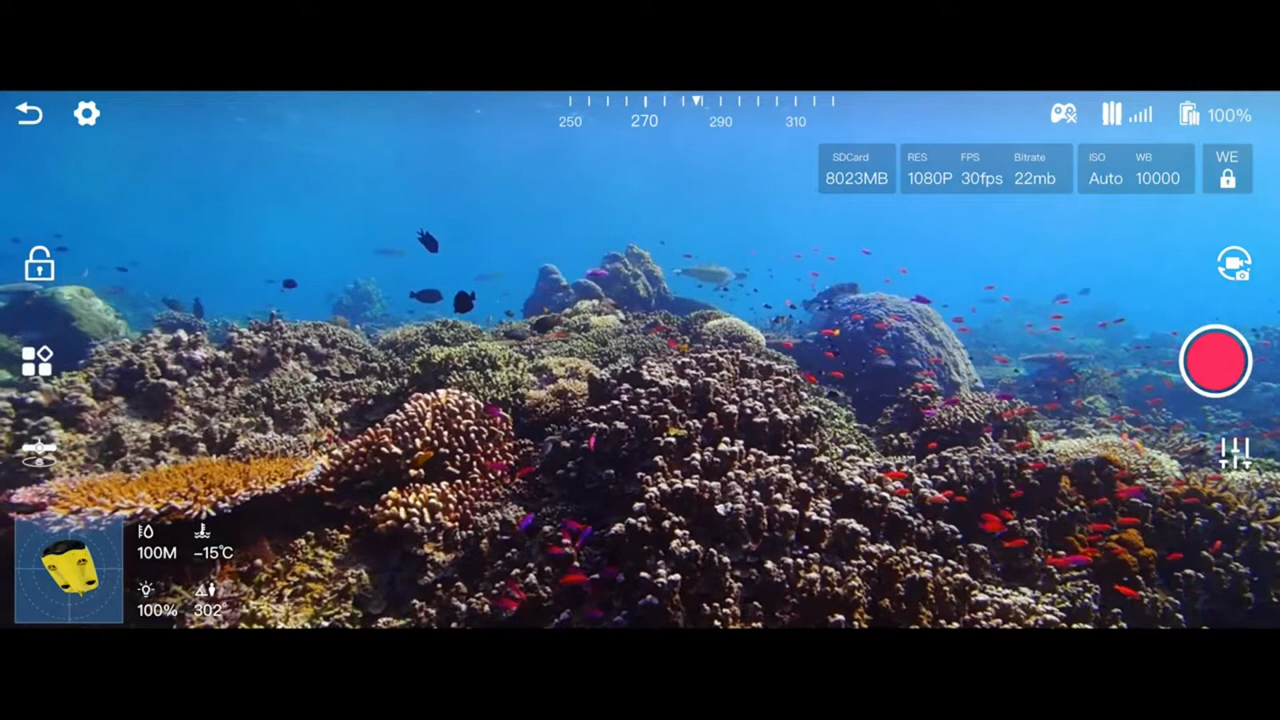 250 270 290 310
100%
SDCard RES FPS Bitrate ISO WB WE
8023MB 1080P 30fps 22mb Auto 10000
100M -15℃
100% 302°